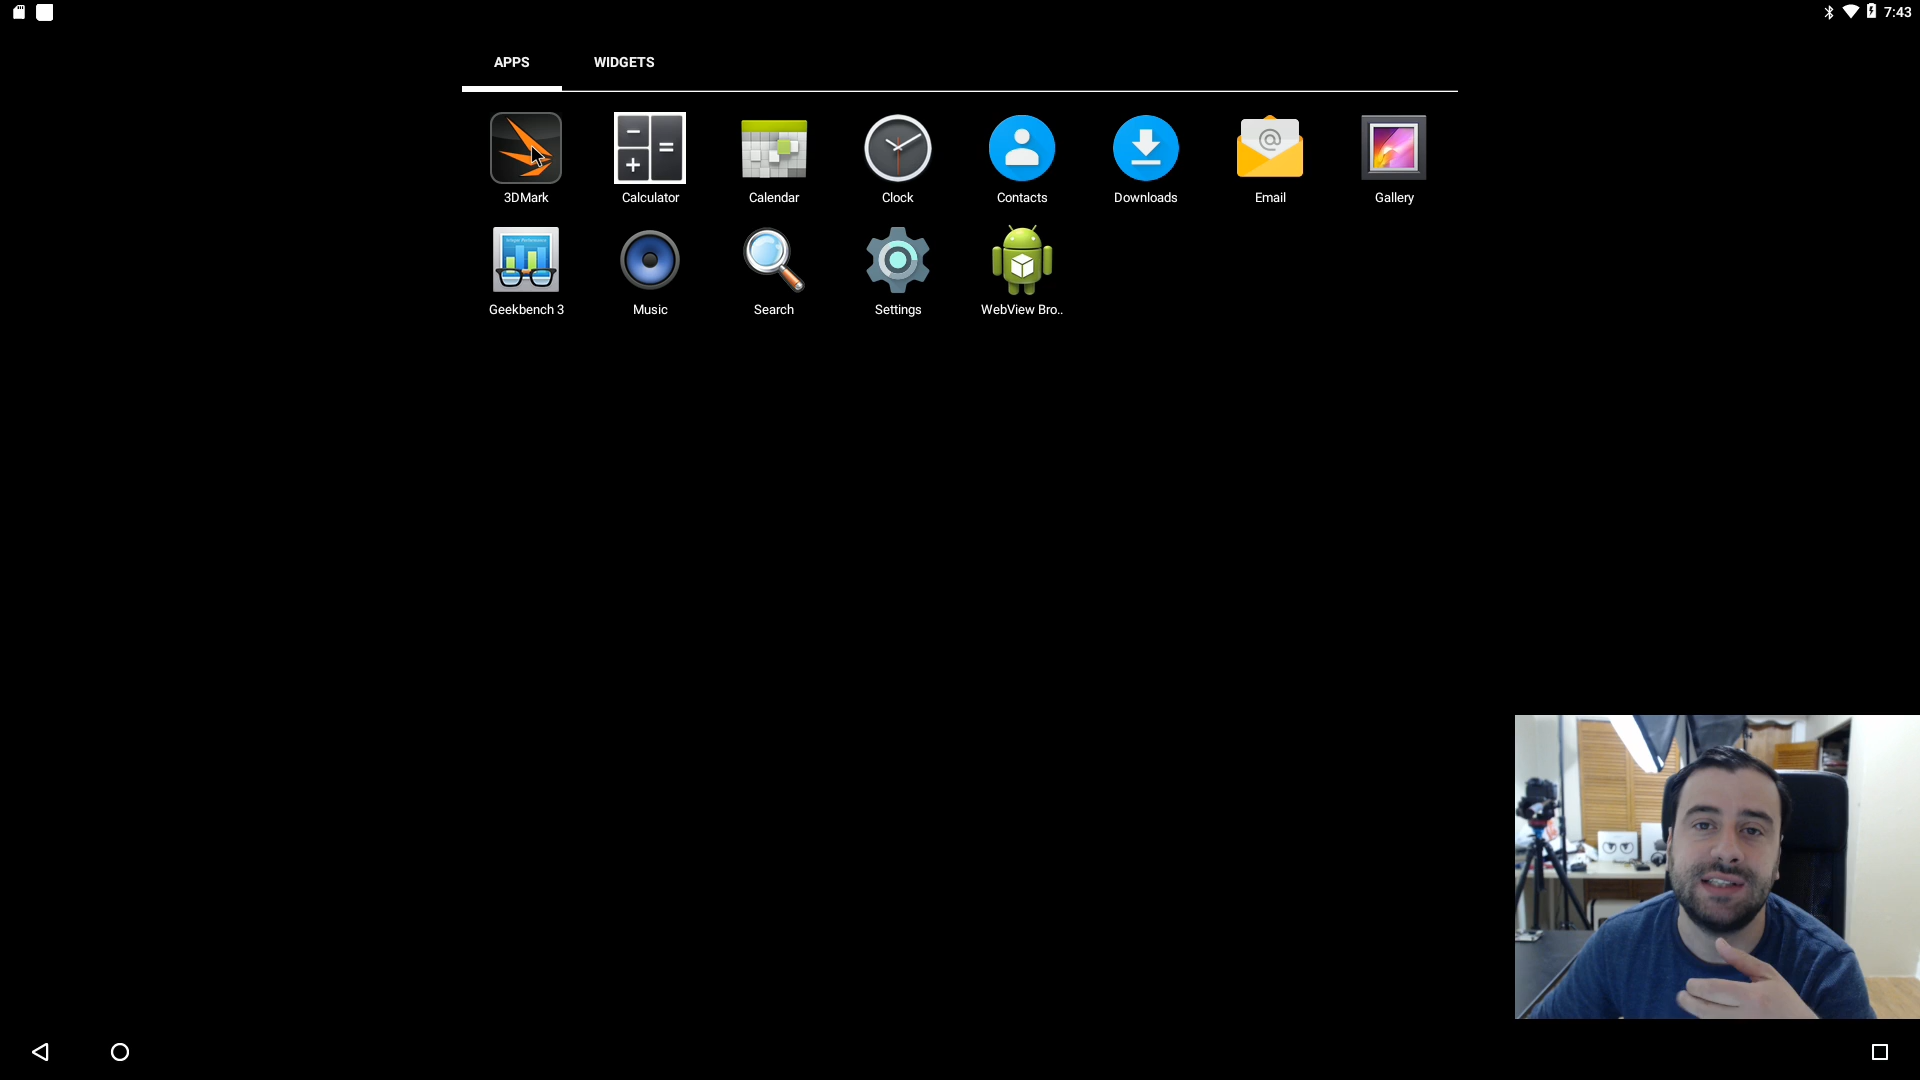 7:43
APPS WIDGETS
3DMark Calculator Calendar Clock Contacts Downloads Email Gallery
Geekbench 3 Music Search Settings WebView Bro..